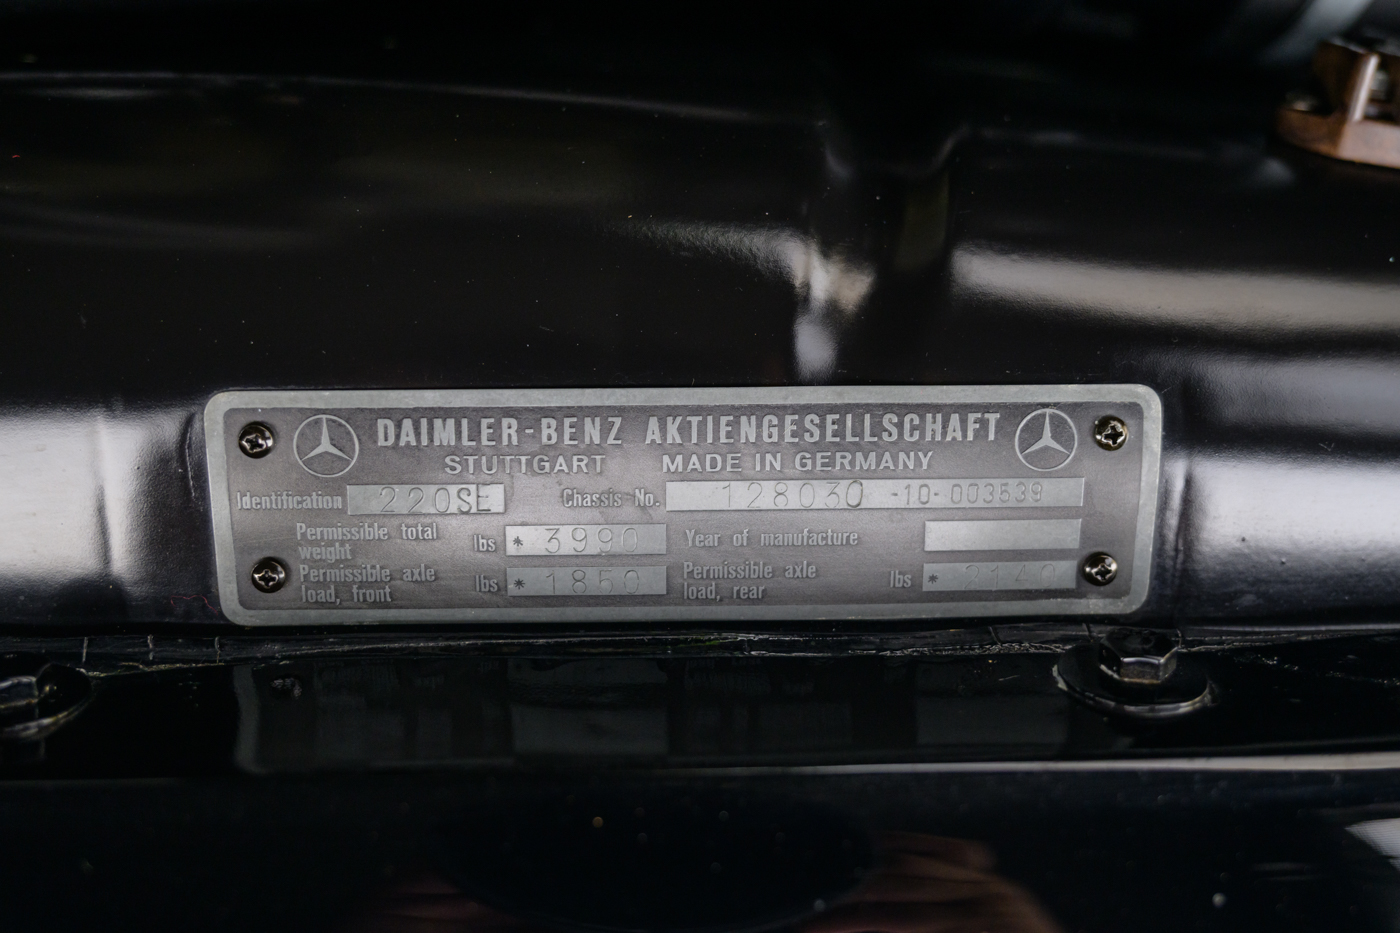 DAIMLER-BENZ AKTIENGESELLSCHAFT
STUTTGART MADE IN GERMANY
Identification 220SE Chassis No. 128030 -10- 003539
Permissible total weight lbs * 3990 Year of manufacture
Permissible axle load, front lbs * 1850 Permissible axle load, rear lbs * 2140